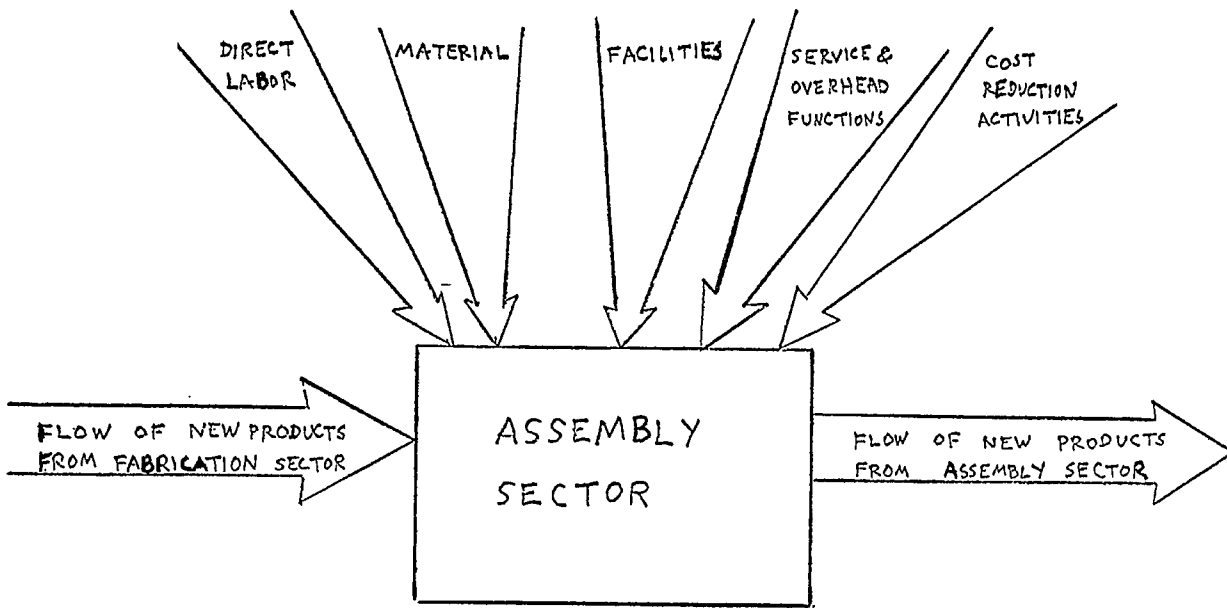 DIRECT
LABOR
MATERIAL
FACILITIES
SERVICE &
OVERHEAD
FUNCTIONS
COST
REDUCTION
ACTIVITIES
FLOW OF NEW PRODUCTS
FROM FABRICATION SECTOR
ASSEMBLY
SECTOR
FLOW OF NEW PRODUCTS
FROM ASSEMBLY SECTOR